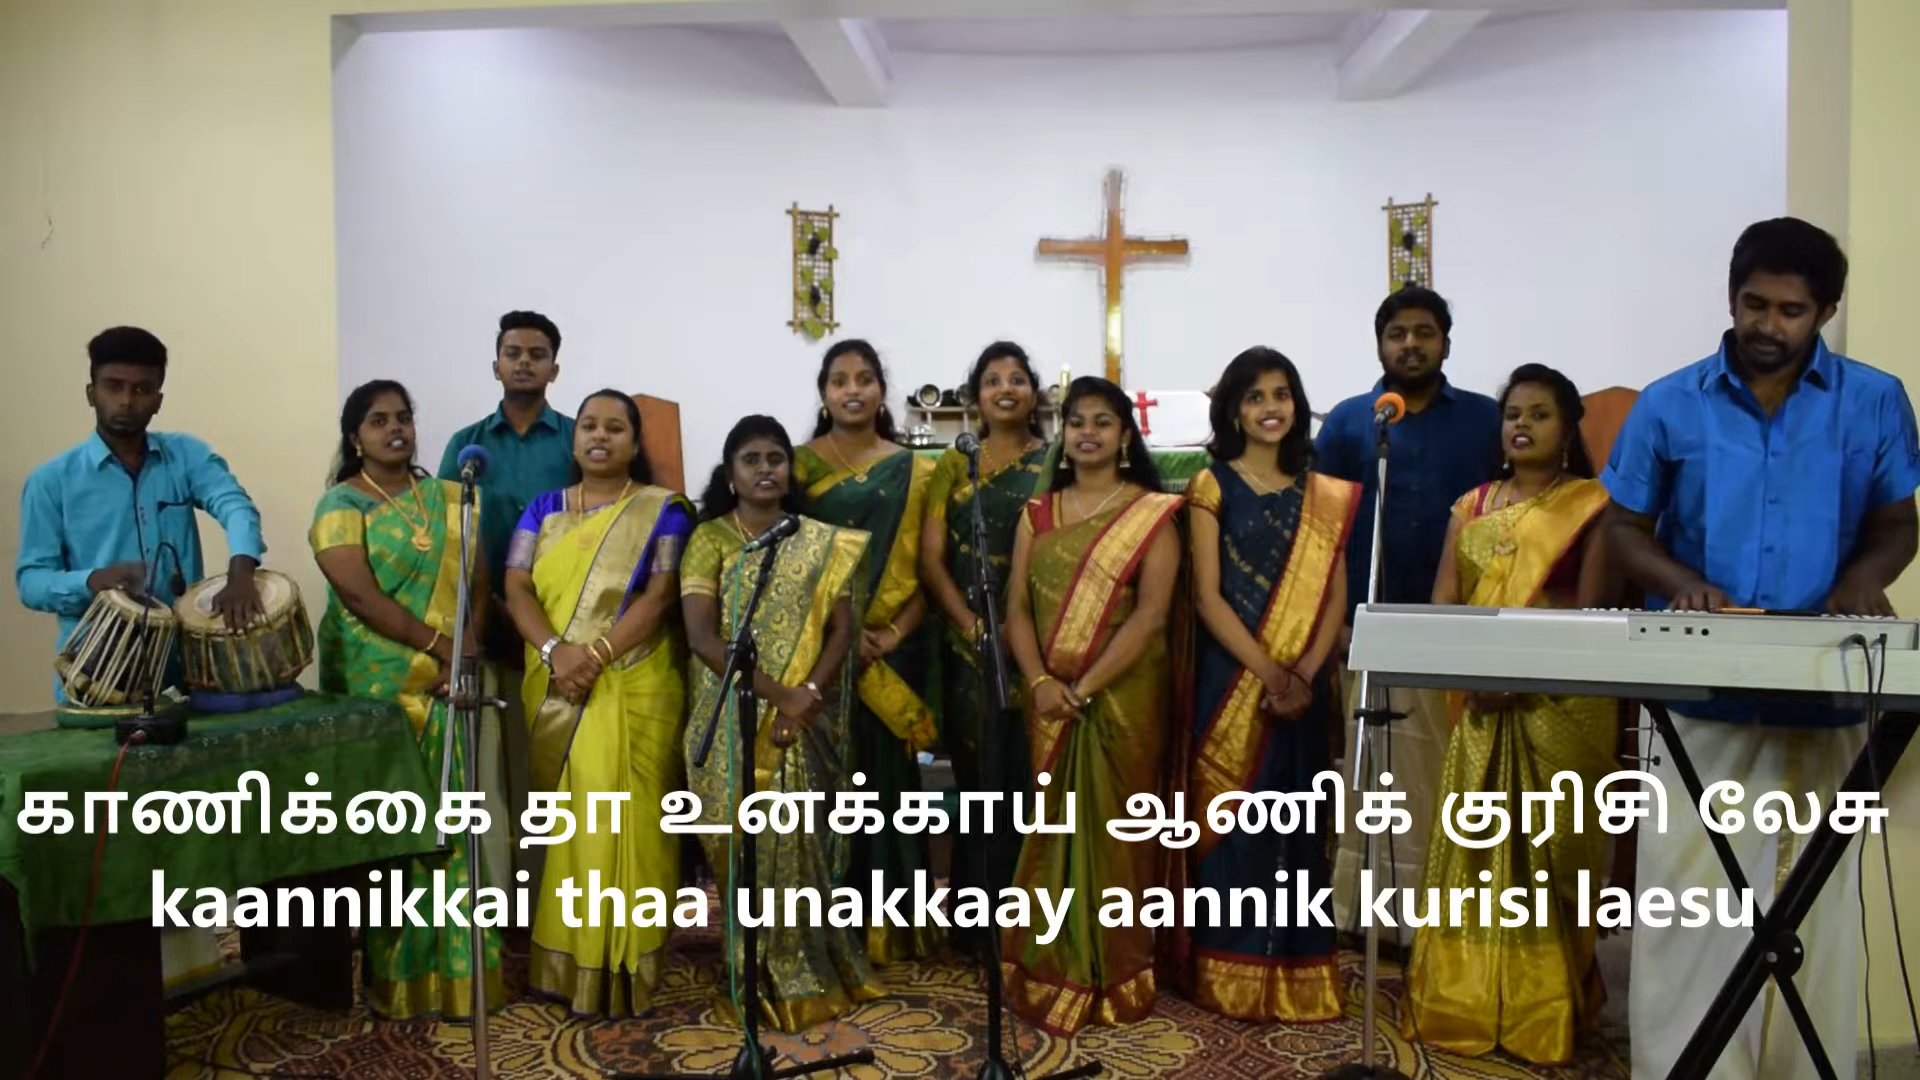 காணிக்கை தா உனக்காய் ஆணிக் குரிசி லேசு
kaannikkai thaa unakkaay aannik kurisi laesu